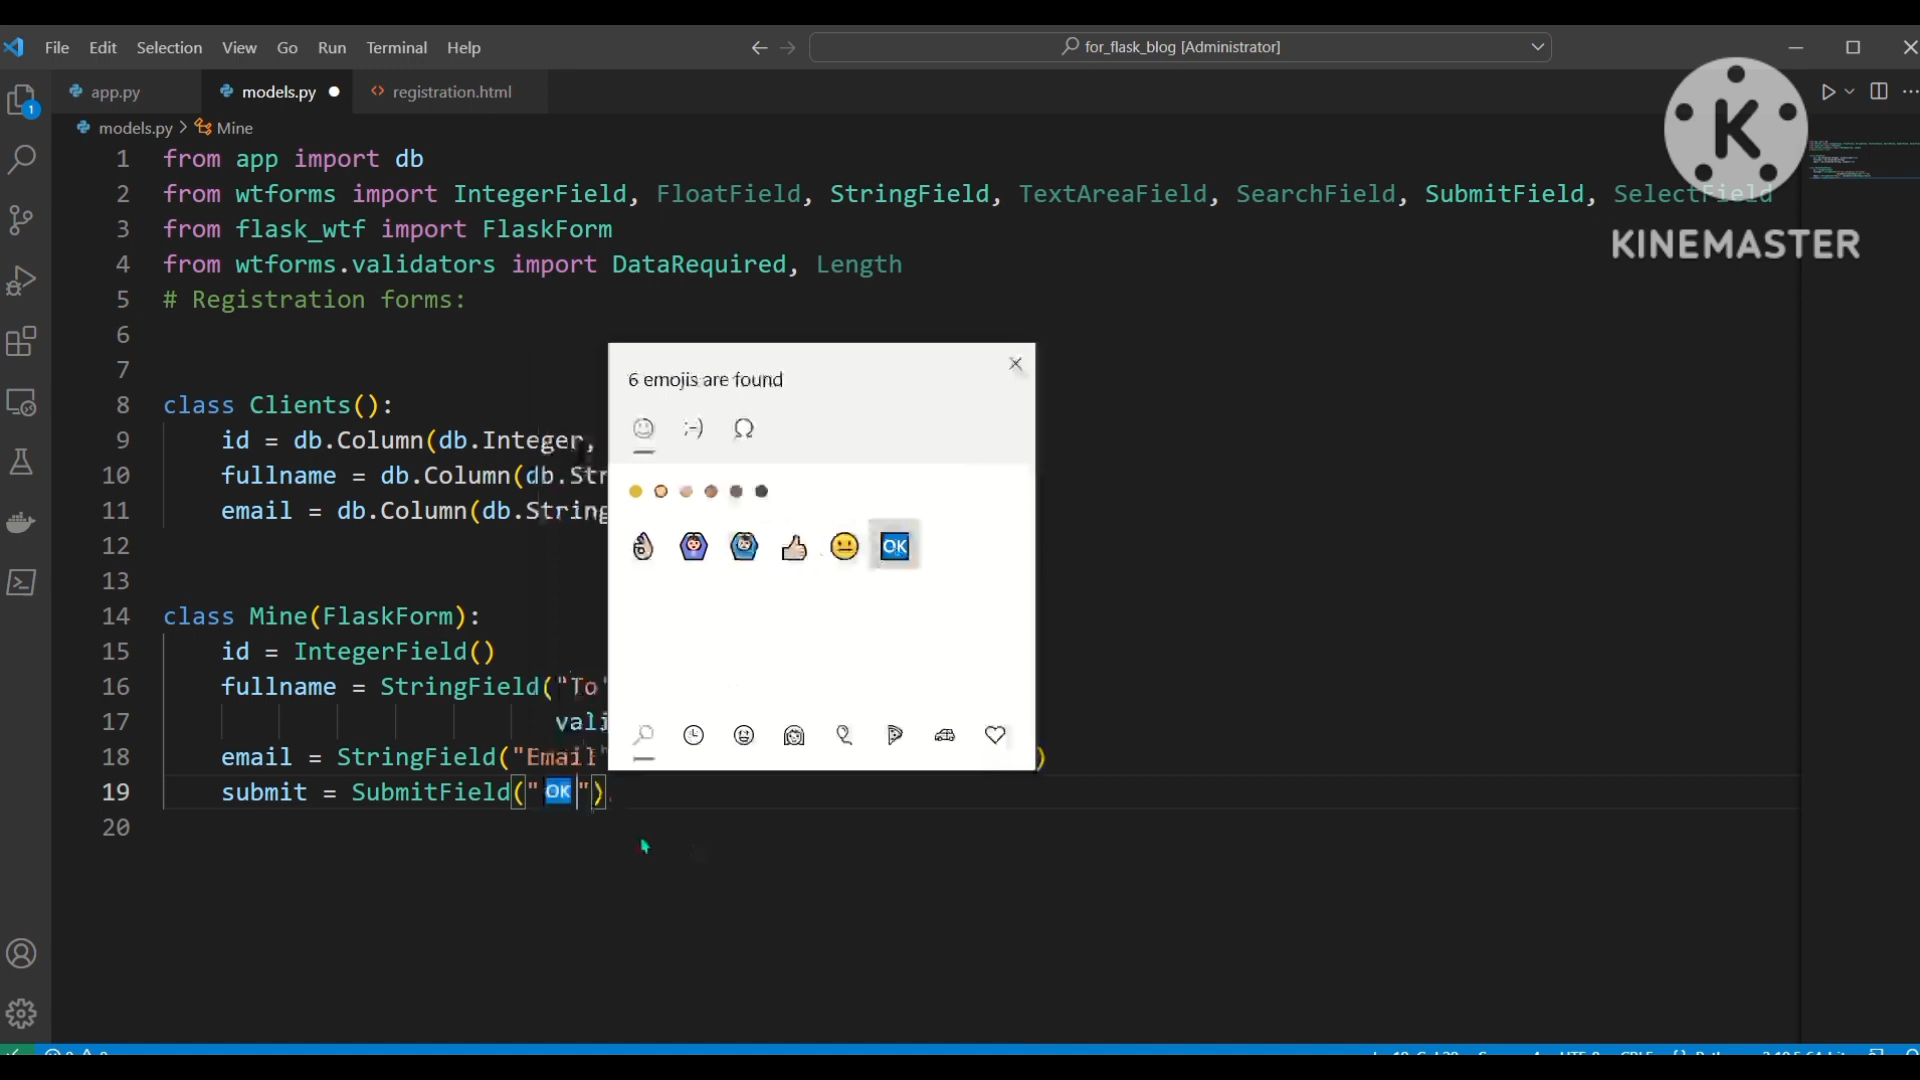 File Edit Selection View Go Run Terminal Help for_flask_blog [Administrator]
app.py models.py registration.html
models.py > Mine
1 from app import db
2 from wtforms import IntegerField, FloatField, StringField, TextAreaField, SearchField, SubmitField, SelectField
3 from flask_wtf import FlaskForm
4 from wtforms.validators import DataRequired, Length
5 # Registration forms:
6
7
8 class Clients():
9 id = db.Column(db.Integer,
10 fullname = db.Column(db.Str
11 email = db.Column(db.String
12
13
14 class Mine(FlaskForm):
15 id = IntegerField()
16 fullname = StringField("To"
17 vali
18 email = StringField("Email" )
19 submit = SubmitField("🆗")
20
6 emojis are found
;-) Ω
OK
K
KINEMASTER
1